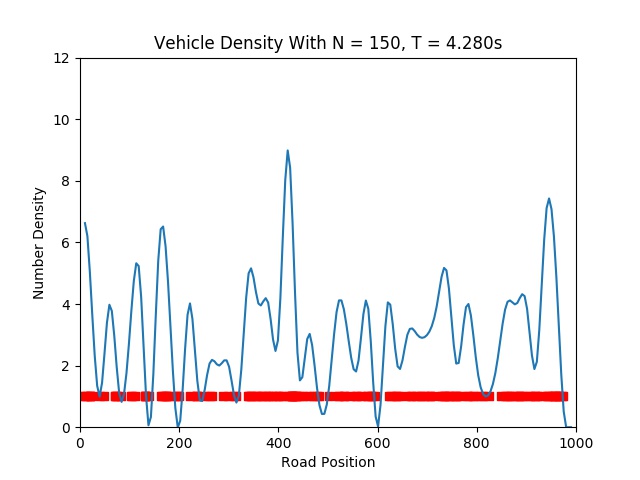 Vehicle Density With N = 150, T = 4.280s
12
10
8
6
4
2
0
Number Density
0 200 400 600 800 1000
Road Position